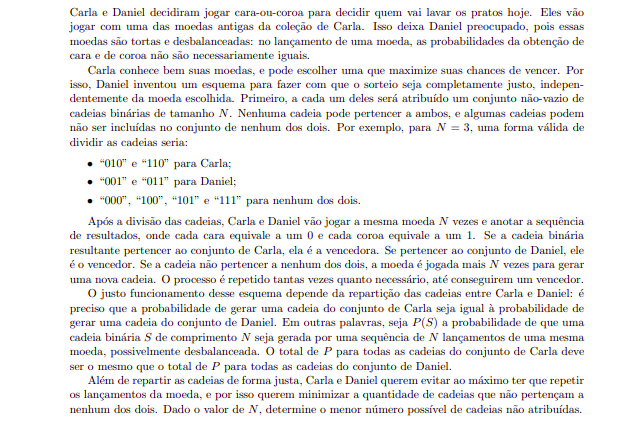 Carla e Daniel decidiram jogar cara-ou-coroa para decidir quem vai lavar os pratos hoje. Eles vão
jogar com uma das moedas antigas da coleção de Carla. Isso deixa Daniel preocupado, pois essas
moedas são tortas e desbalanceadas: no lançamento de uma moeda, as probabilidades da obtenção de
cara e de coroa não são necessariamente iguais.
Carla conhece bem suas moedas, e pode escolher uma que maximize suas chances de vencer. Por
isso, Daniel inventou um esquema para fazer com que o sorteio seja completamente justo, indepen-
dentemente da moeda escolhida. Primeiro, a cada um deles será atribuído um conjunto não-vazio de
cadeias binárias de tamanho N. Nenhuma cadeia pode pertencer a ambos, e algumas cadeias podem
não ser incluídas no conjunto de nenhum dos dois. Por exemplo, para N = 3, uma forma válida de
dividir as cadeias seria:
• “010” e “110” para Carla;
• “001” e “011” para Daniel;
• “000”, “100”, “101” e “111” para nenhum dos dois.
Após a divisão das cadeias, Carla e Daniel vão jogar a mesma moeda N vezes e anotar a sequência
de resultados, onde cada cara equivale a um 0 e cada coroa equivale a um 1. Se a cadeia binária
resultante pertencer ao conjunto de Carla, ela é a vencedora. Se pertencer ao conjunto de Daniel, ele
é o vencedor. Se a cadeia não pertencer a nenhum dos dois, a moeda é jogada mais N vezes para gerar
uma nova cadeia. O processo é repetido tantas vezes quanto necessário, até conseguirem um vencedor.
O justo funcionamento desse esquema depende da repartição das cadeias entre Carla e Daniel: é
preciso que a probabilidade de gerar uma cadeia do conjunto de Carla seja igual à probabilidade de
gerar uma cadeia do conjunto de Daniel. Em outras palavras, seja P(S) a probabilidade de que uma
cadeia binária S de comprimento N seja gerada por uma sequência de N lançamentos de uma mesma
moeda, possivelmente desbalanceada. O total de P para todas as cadeias do conjunto de Carla deve
ser o mesmo que o total de P para todas as cadeias do conjunto de Daniel.
Além de repartir as cadeias de forma justa, Carla e Daniel querem evitar ao máximo ter que repetir
os lançamentos da moeda, e por isso querem minimizar a quantidade de cadeias que não pertençam a
nenhum dos dois. Dado o valor de N, determine o menor número possível de cadeias não atribuídas.